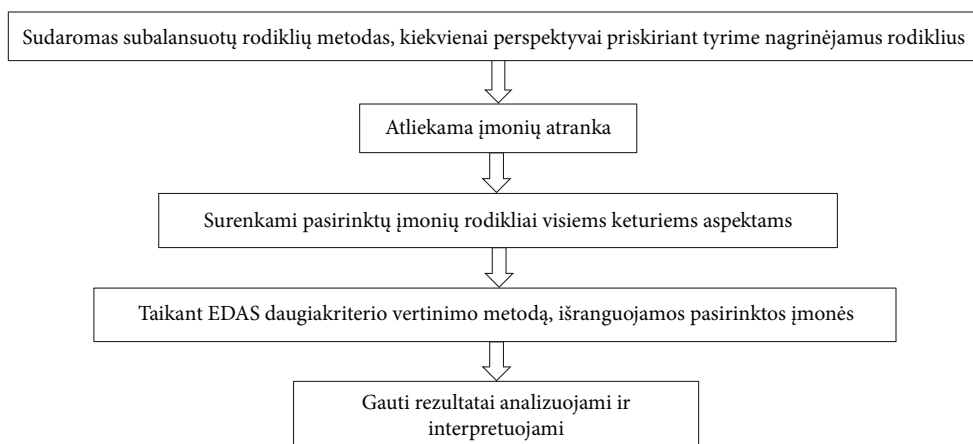 Sudaromas subalansuotų rodiklių metodas, kiekvienai perspektyvai priskiriant tyrime nagrinėjamus rodiklius
Atliekama įmonių atranka
Surenkami pasirinktų įmonių rodikliai visiems keturiems aspektams
Taikant EDAS daugiakriterio vertinimo metodą, išranguojamos pasirinktos įmonės
Gauti rezultatai analizuojami ir
interpretuojami